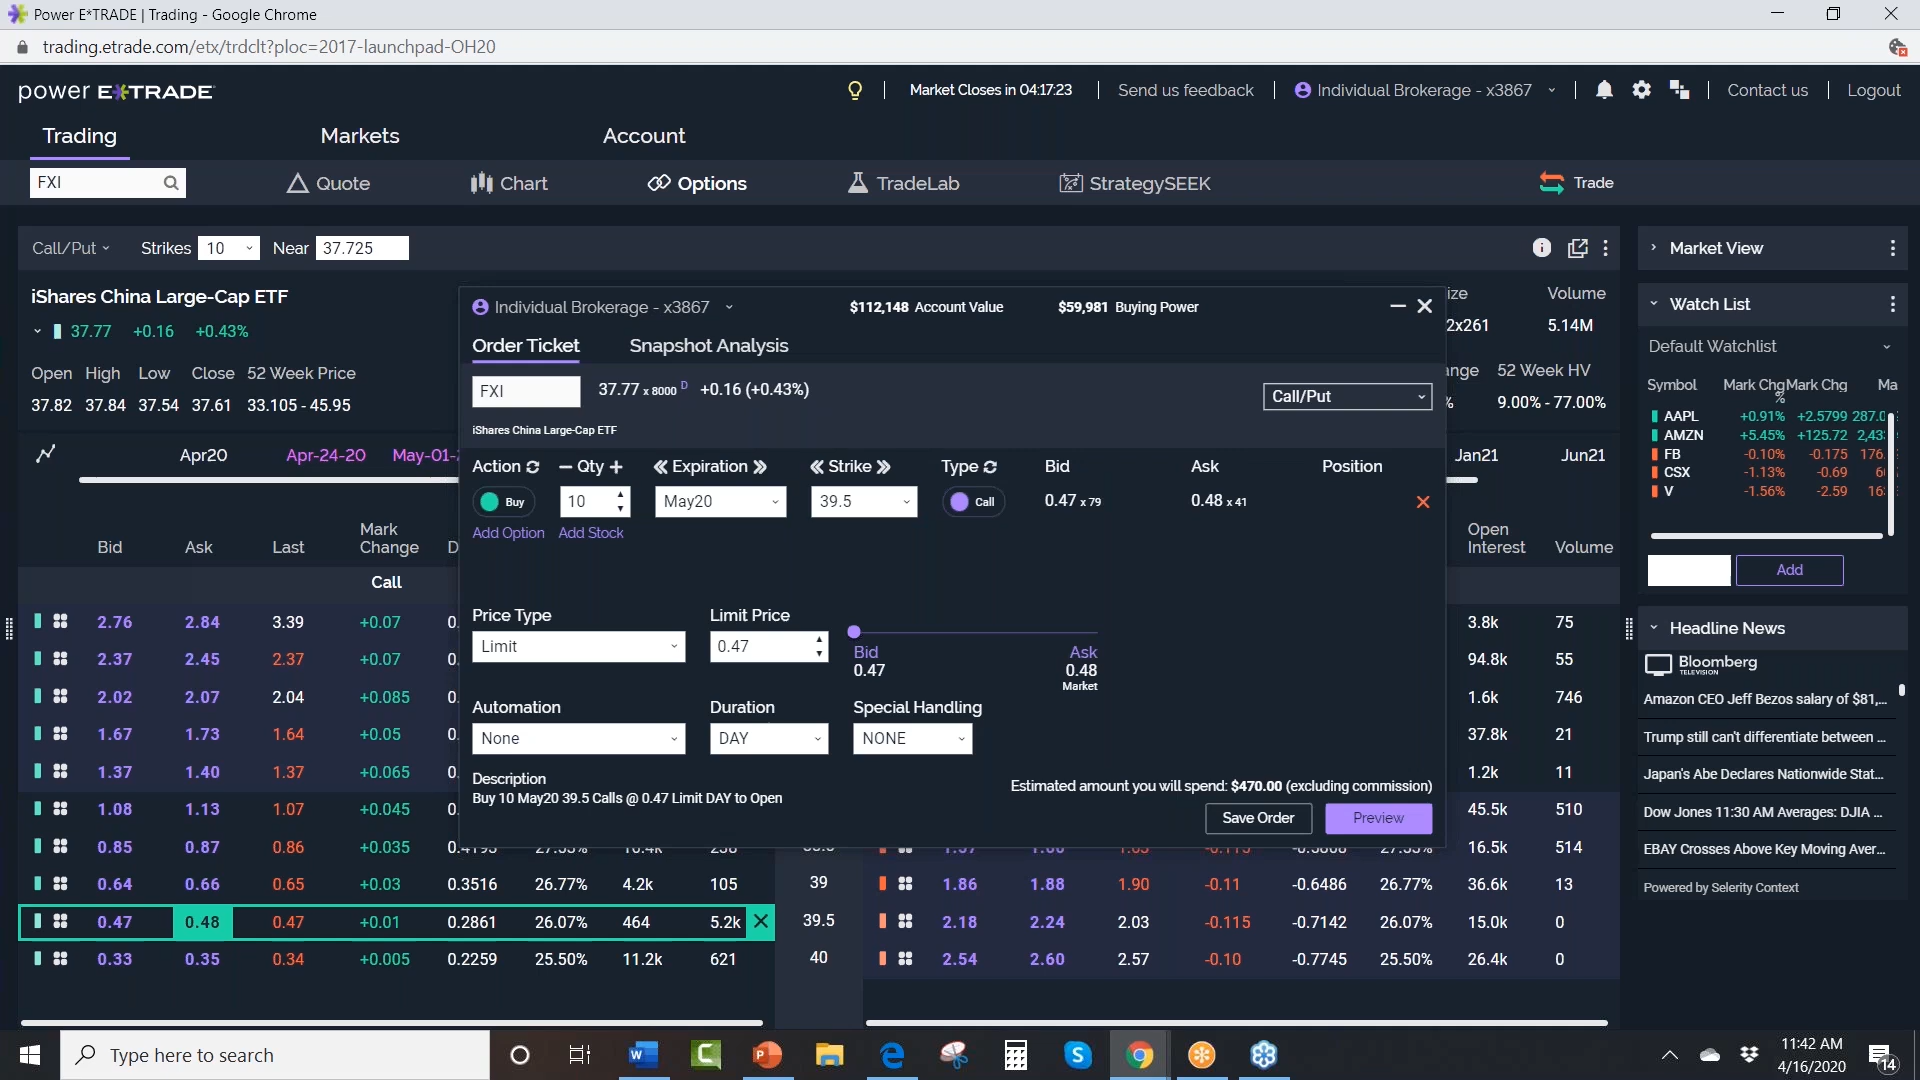 Power E*TRADE | Trading - Google Chrome
trading.etrade.com/etx/trdclt?ploc=2017-launchpad-OH20
power E*TRADE
Market Closes in 04:17:23
Send us feedback
Individual Brokerage - x3867
Contact us
Logout
Trading Markets Account
FXI
Quote Chart Options TradeLab StrategySEEK Trade
Call/Put Strikes 10 Near 37.725
iShares China Large-Cap ETF
37.77 +0.16 +0.43%
Open High Low Close 52 Week Price
37.82 37.84 37.54 37.61 33.105 - 45.95
Volume
2x261 5.14M
52 Week HV
9.00% - 77.00%
Apr20 Apr-24-20 May-01- Jan21 Jun21
Bid Ask Last Mark Change
Open Interest Volume
Call
2.76 2.84 3.39 +0.07 0. 3.8k 75
2.37 2.45 2.37 +0.07 0. 94.8k 55
2.02 2.07 2.04 +0.085 0. 1.6k 746
1.67 1.73 1.64 +0.05 0. 37.8k 21
1.37 1.40 1.37 +0.065 0. 1.2k 11
1.08 1.13 1.07 +0.045 0. 45.5k 510
0.85 0.87 0.86 +0.035 16.5k 514
0.64 0.66 0.65 +0.03 0.3516 26.77% 4.2k 105 39 1.86 1.88 1.90 -0.11 -0.6486 26.77% 36.6k 13
0.47 0.48 0.47 +0.01 0.2861 26.07% 464 5.2k 39.5 2.18 2.24 2.03 -0.115 -0.7142 26.07% 15.0k 0
0.33 0.35 0.34 +0.005 0.2259 25.50% 11.2k 621 40 2.54 2.60 2.57 -0.10 -0.7745 25.50% 26.4k 0
Individual Brokerage - x3867 $112,148 Account Value $59,981 Buying Power
Order Ticket Snapshot Analysis
FXI 37.77 x 8000 D +0.16 (+0.43%) Call/Put
iShares China Large-Cap ETF
Action Qty Expiration Strike Type Bid Ask Position
Buy 10 May20 39.5 Call 0.47 x 79 0.48 x 41
Add Option Add Stock
Price Type Limit Price
Limit 0.47
Bid Ask
0.47 0.48
Market
Automation Duration Special Handling
None DAY NONE
Description
Buy 10 May20 39.5 Calls @ 0.47 Limit DAY to Open
Estimated amount you will spend: $470.00 (excluding commission)
Save Order Preview
Market View
Watch List
Default Watchlist
Symbol Mark Chg % Mark Chg Ma
AAPL +0.91% +2.5799 287.0
AMZN +5.45% +125.72 2,43
FB -0.10% -0.175 176.
CSX -1.13% -0.69 6
V -1.56% -2.59 16
Add
Headline News
Bloomberg
TELEVISION
Amazon CEO Jeff Bezos salary of $81,...
Trump still can't differentiate between ...
Japan's Abe Declares Nationwide Stat...
Dow Jones 11:30 AM Averages: DJIA ...
EBAY Crosses Above Key Moving Aver...
Powered by Selerity Context
Type here to search
11:42 AM
4/16/2020
14